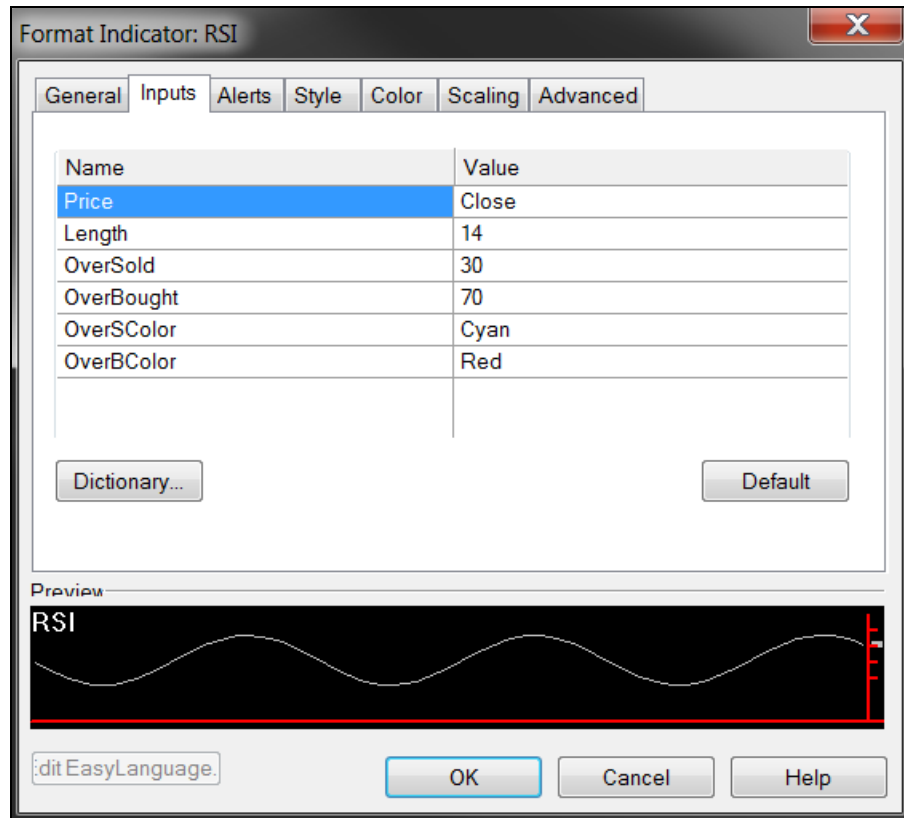 Format Indicator: RSI
X
General Inputs Alerts Style Color Scaling Advanced
Name Value
Price Close
Length 14
OverSold 30
OverBought 70
OverSColor Cyan
OverBColor Red
Dictionary... Default
Preview
RSI
dit EasyLanguage.
OK Cancel Help